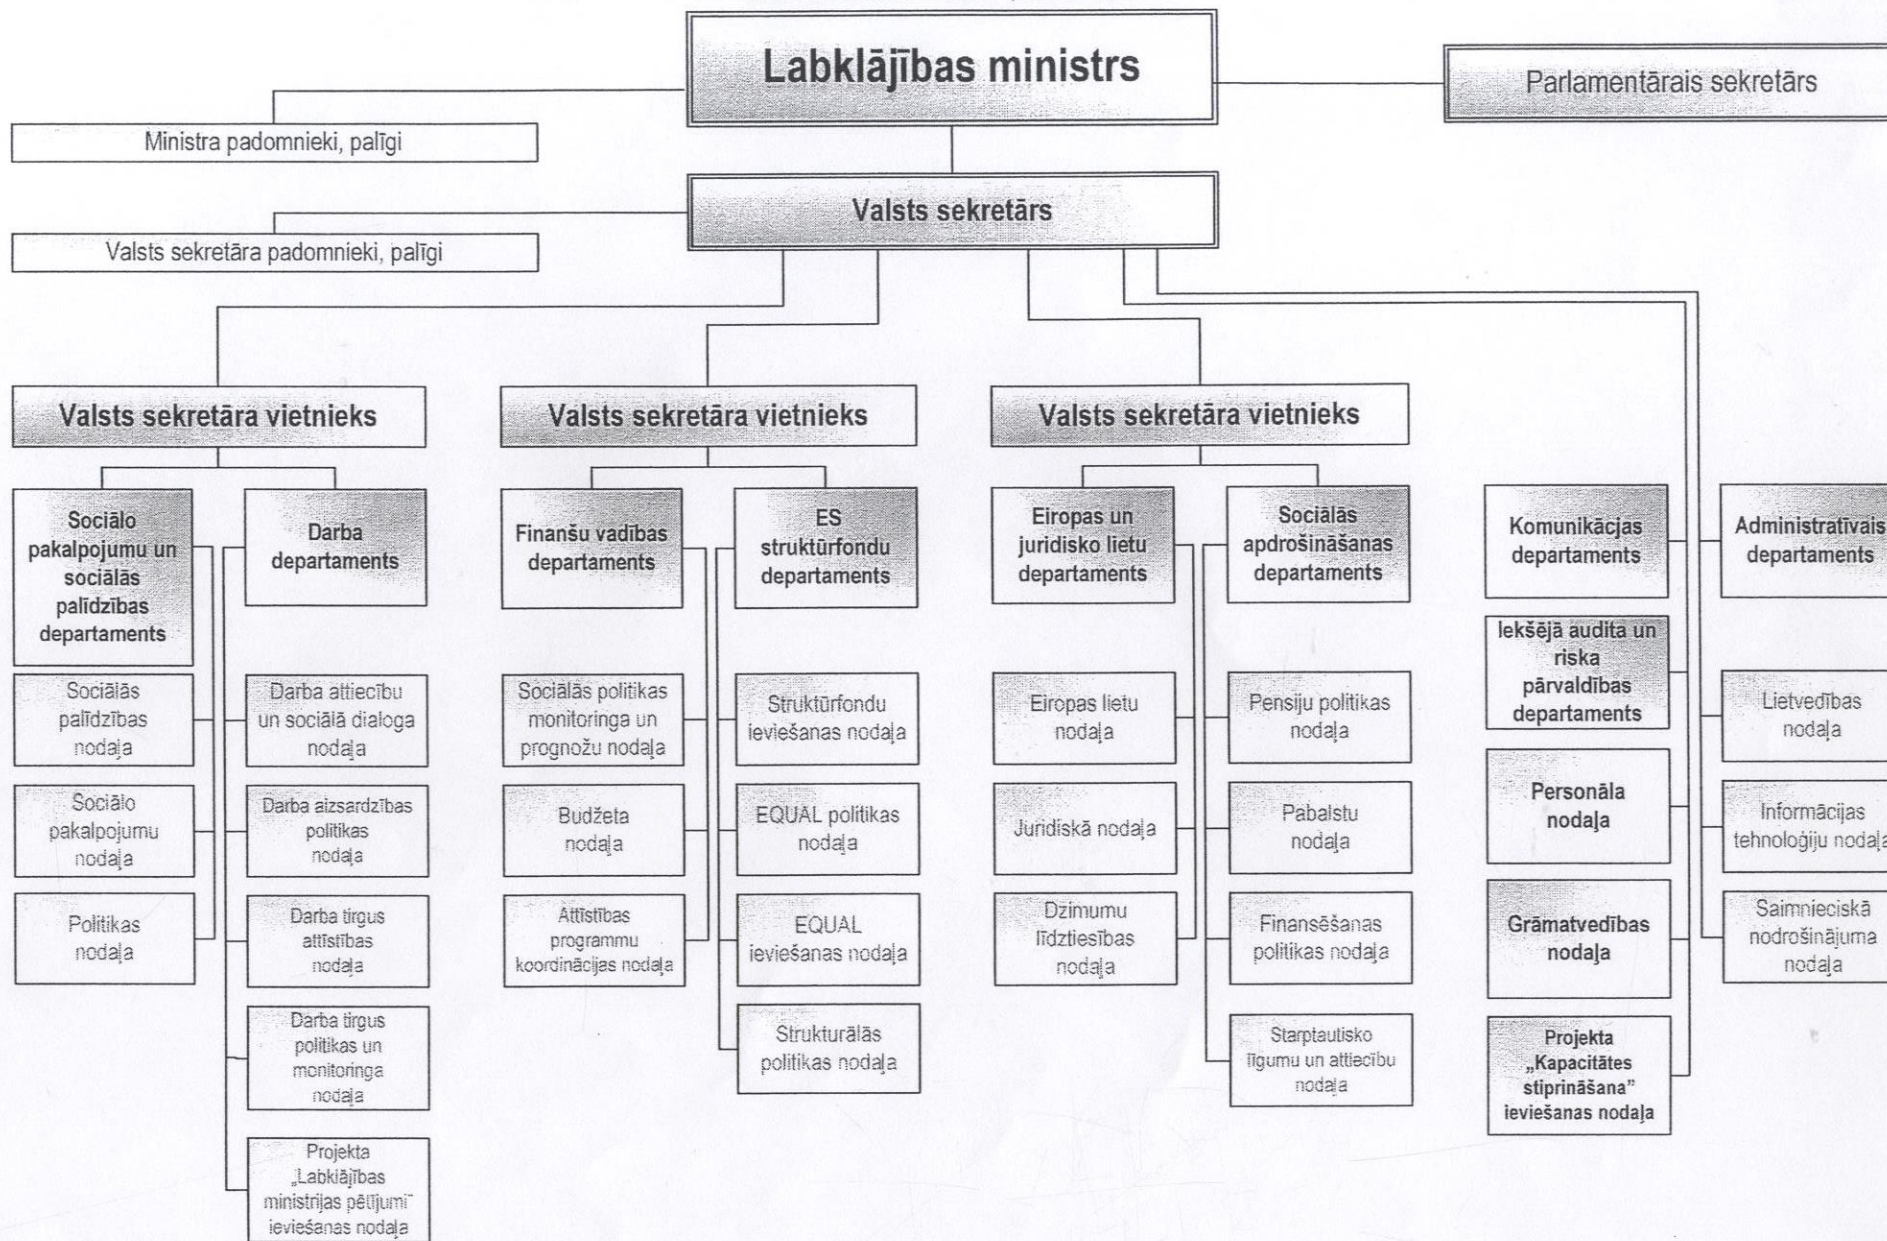 Labklājības ministrs
Parlamentārais sekretārs
Ministra padomnieki, palīgi
Valsts sekretārs
Valsts sekretāra padomnieki, palīgi
Valsts sekretāra vietnieks
Sociālo
pakalpojumu un
sociālās
palīdzības
departaments
Sociālās
palīdzības
nodaļa
Sociālo
pakalpojumu
nodaļa
Politikas
nodaļa
Darba
departaments
Darba attiecību
un sociālā dialoga
nodaļa
Darba aizsardzības
politikas
nodaļa
Darba tirgus
attīstības
nodaļa
Darba tirgus
politikas un
monitoringa
nodaļa
Projekta
„Labklājības
ministrijas pētījumi”
ieviešanas nodaļa
Valsts sekretāra vietnieks
Finanšu vadības
departaments
Sociālās politikas
monitoringa un
prognožu nodaļa
Budžeta
nodaļa
Attīstības
programmu
koordinācijas nodaļa
ES
struktūrfondu
departaments
Struktūrfondu
ieviešanas nodaļa
EQUAL politikas
nodaļa
EQUAL
ieviešanas nodaļa
Strukturālās
politikas nodaļa
Valsts sekretāra vietnieks
Eiropas un
juridisko lietu
departaments
Eiropas lietu
nodaļa
Juridiskā nodaļa
Dzimumu
līdztiesības
nodaļa
Sociālās
apdrošināšanas
departaments
Pensiju politikas
nodaļa
Pabalstu
nodaļa
Finansēšanas
politikas nodaļa
Starptautisko
līgumu un attiecību
nodaļa
Komunikācjas
departaments
Iekšējā audita un
riska
pārvaldības
departaments
Personāla
nodaļa
Grāmatvedības
nodaļa
Projekta
„Kapacitātes
stiprināšana”
ieviešanas nodaļa
Administratīvais
departaments
Lietvedības
nodaļa
Informācijas
tehnoloģiju nodaļa
Saimnieciskā
nodrošinājuma
nodaļa